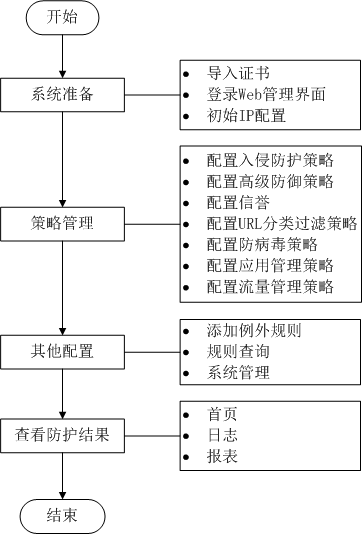 开始
系统准备
• 导入证书
• 登录Web管理界面
• 初始IP配置
策略管理
• 配置入侵防护策略
• 配置高级防御策略
• 配置信誉
• 配置URL分类过滤策略
• 配置防病毒策略
• 配置应用管理策略
• 配置流量管理策略
其他配置
• 添加例外规则
• 规则查询
• 系统管理
查看防护结果
• 首页
• 日志
• 报表
结束